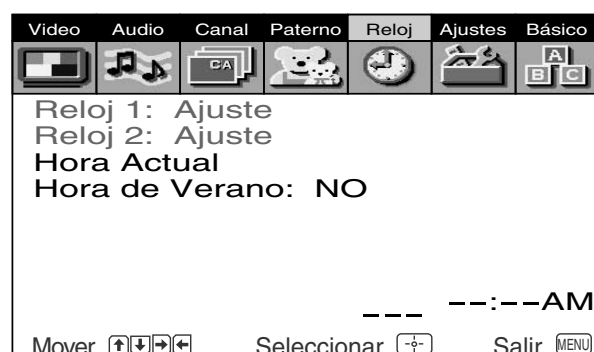 Video Audio Canal Paterno Reloj Ajustes Básico
CA A B C
Reloj 1: Ajuste
Reloj 2: Ajuste
Hora Actual
Hora de Verano: NO
___ --:--AM
Mover Seleccionar Salir MENU